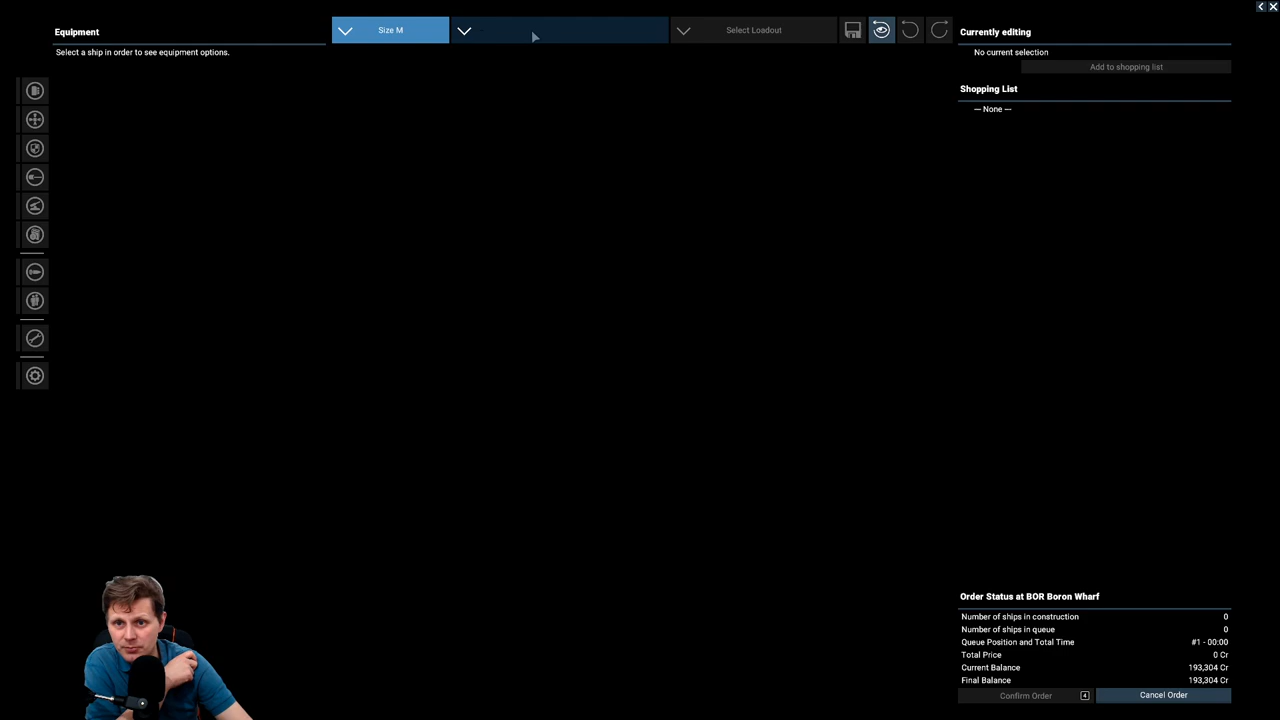 Equipment
Select a ship in order to see equipment options.
Size M
Select Loadout
Currently editing
No current selection
Add to shopping list
Shopping List
— None —
Order Status at BOR Boron Wharf
Number of ships in construction 0
Number of ships in queue 0
Queue Position and Total Time #1 - 00:00
Total Price 0 Cr
Current Balance 193,304 Cr
Final Balance 193,304 Cr
Confirm Order 4
Cancel Order